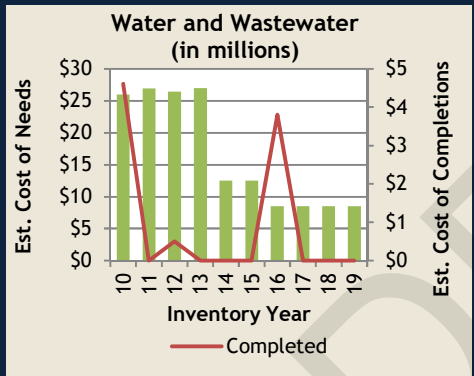 Water and Wastewater
(in millions)
Est. Cost of Needs
$30
$25
$20
$15
$10
$5
$0
$5
$4
$3
$2
$1
$0
Est. Cost of Completions
10 11 12 13 14 15 16 17 18 19
Inventory Year
Completed